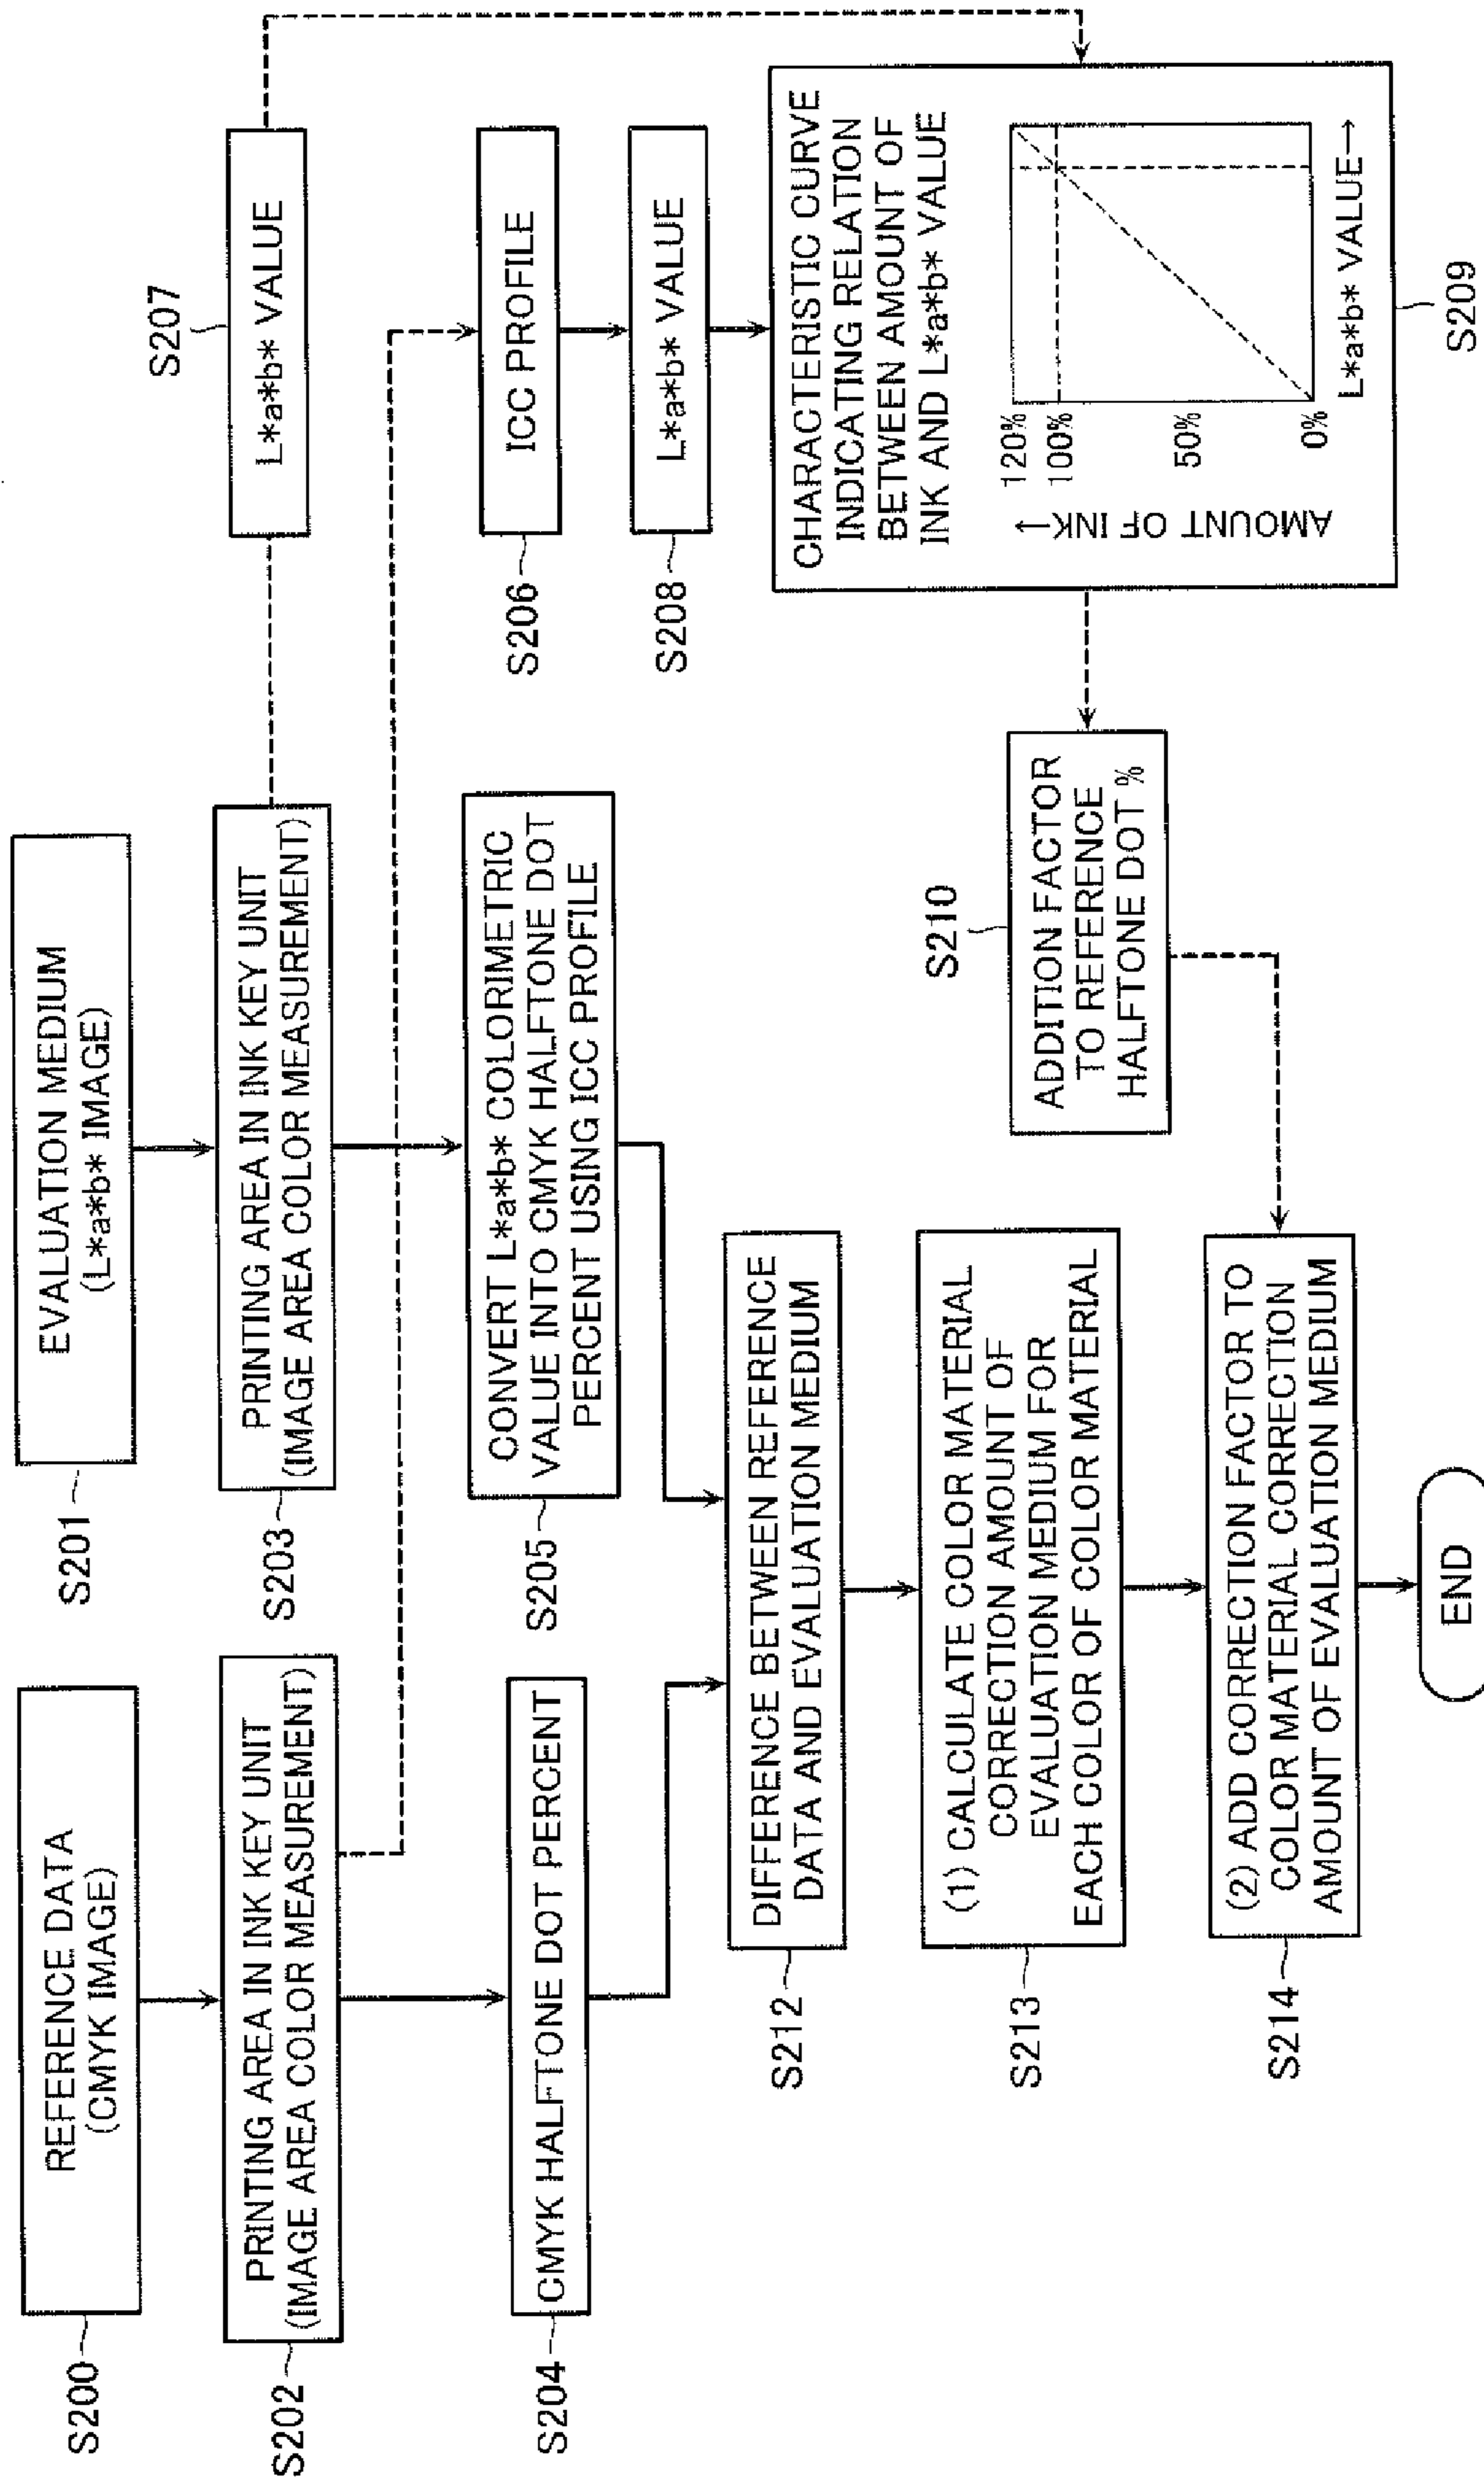 S200
REFERENCE DATA
(CMYK IMAGE)
S201
EVALUATION MEDIUM
(L*a*b* IMAGE)
S202
PRINTING AREA IN INK KEY UNIT
(IMAGE AREA COLOR MEASUREMENT)
S203
PRINTING AREA IN INK KEY UNIT
(IMAGE AREA COLOR MEASUREMENT)
S207
L*a*b* VALUE
S204
CMYK HALFTONE DOT PERCENT
S205
CONVERT L*a*b* COLORIMETRIC
VALUE INTO CMYK HALFTONE DOT
PERCENT USING ICC PROFILE
S206
ICC PROFILE
S208
L*a*b* VALUE
S212
DIFFERENCE BETWEEN REFERENCE
DATA AND EVALUATION MEDIUM
CHARACTERISTIC CURVE
INDICATING RELATION
BETWEEN AMOUNT OF
INK AND L*a*b* VALUE
AMOUNT OF INK→
120%
100%
50%
0%
L*a*b* VALUE→
S209
S210
ADDITION FACTOR
TO REFERENCE
HALFTONE DOT %
S213
(1) CALCULATE COLOR MATERIAL
CORRECTION AMOUNT OF
EVALUATION MEDIUM FOR
EACH COLOR OF COLOR MATERIAL
S214
(2) ADD CORRECTION FACTOR TO
COLOR MATERIAL CORRECTION
AMOUNT OF EVALUATION MEDIUM
END